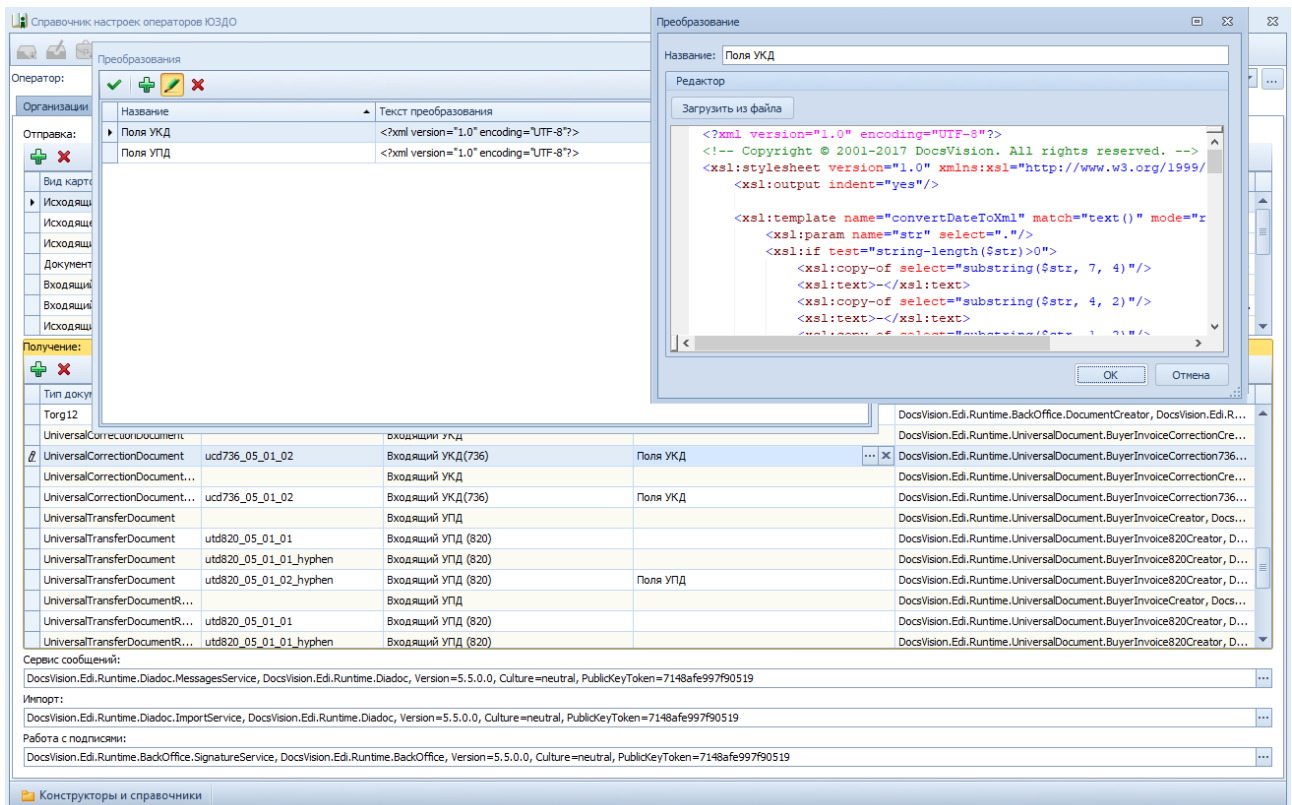 Справочник настроек операторов ЮЗДО
Преобразование
Название: Поля УКД
Редактор
Загрузить из файла
<?xml version="1.0" encoding="UTF-8"?>
<!-- Copyright © 2001-2017 DocsVision. All rights reserved. -->
<xsl:stylesheet version="1.0" xmlns:xsl="http://www.w3.org/1999/
<xsl:output indent="yes"/>
<xsl:template name="convertDateToXml" match="text()" mode="r
<xsl:param name="str" select="."/>
<xsl:if test="string-length($str)>0">
<xsl:copy-of select="substring($str, 7, 4)"/>
<xsl:text>-</xsl:text>
<xsl:copy-of select="substring($str, 4, 2)"/>
<xsl:text>-</xsl:text>
<xsl:copy-of select="substring($str, 1, 2)"/>
OK Отмена
Преобразования
Название Текст преобразования
Поля УКД <?xml version="1.0" encoding="UTF-8"?>
Поля УПД <?xml version="1.0" encoding="UTF-8"?>
Оператор: ...
Организации
Отправка:
Вид карто
Исходящи
Исходяще
Исходящи
Документ
Входящий
Входящий
Исходящи
Получение:
Тип докум
Torg12 DocsVision.Edi.Runtime.BackOffice.DocumentCreator, DocsVision.Edi.R...
UniversalCorrectionDocument Входящий УКД DocsVision.Edi.Runtime.UniversalDocument.BuyerInvoiceCorrectionCre...
UniversalCorrectionDocument ucd736_05_01_02 Входящий УКД(736) Поля УКД ... DocsVision.Edi.Runtime.UniversalDocument.BuyerInvoiceCorrection736...
UniversalCorrectionDocument... Входящий УКД DocsVision.Edi.Runtime.UniversalDocument.BuyerInvoiceCorrectionCre...
UniversalCorrectionDocument... ucd736_05_01_02 Входящий УКД(736) Поля УКД DocsVision.Edi.Runtime.UniversalDocument.BuyerInvoiceCorrection736...
UniversalTransferDocument Входящий УПД DocsVision.Edi.Runtime.UniversalDocument.BuyerInvoiceCreator, Docs...
UniversalTransferDocument utd820_05_01_01 Входящий УПД (820) DocsVision.Edi.Runtime.UniversalDocument.BuyerInvoice820Creator, D...
UniversalTransferDocument utd820_05_01_01_hyphen Входящий УПД (820) DocsVision.Edi.Runtime.UniversalDocument.BuyerInvoice820Creator, D...
UniversalTransferDocument utd820_05_01_02_hyphen Входящий УПД (820) Поля УПД DocsVision.Edi.Runtime.UniversalDocument.BuyerInvoice820Creator, D...
UniversalTransferDocumentR... Входящий УПД DocsVision.Edi.Runtime.UniversalDocument.BuyerInvoiceCreator, Docs...
UniversalTransferDocumentR... utd820_05_01_01 Входящий УПД (820) DocsVision.Edi.Runtime.UniversalDocument.BuyerInvoice820Creator, D...
UniversalTransferDocumentR... utd820_05_01_01_hyphen Входящий УПД (820) DocsVision.Edi.Runtime.UniversalDocument.BuyerInvoice820Creator, D...
Сервис сообщений:
DocsVision.Edi.Runtime.Diadoc.MessagesService, DocsVision.Edi.Runtime.Diadoc, Version=5.5.0.0, Culture=neutral, PublicKeyToken=7148afe997f90519 ...
Импорт:
DocsVision.Edi.Runtime.Diadoc.ImportService, DocsVision.Edi.Runtime.Diadoc, Version=5.5.0.0, Culture=neutral, PublicKeyToken=7148afe997f90519 ...
Работа с подписями:
DocsVision.Edi.Runtime.BackOffice.SignatureService, DocsVision.Edi.Runtime.BackOffice, Version=5.5.0.0, Culture=neutral, PublicKeyToken=7148afe997f90519 ...
Конструкторы и справочники